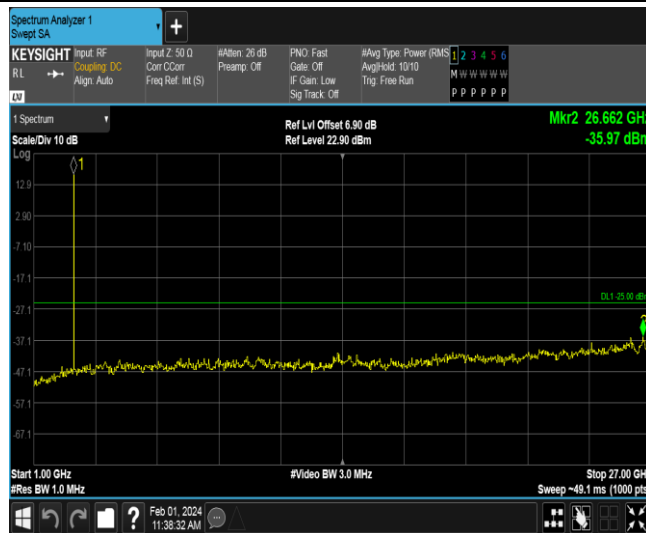 Spectrum Analyzer 1
Swept SA
+
KEYSIGHT
RL
LXI
Input: RF
Coupling: DC
Align: Auto
Input Z: 50 Ω
Corr CCorr
Freq Ref: Int (S)
#Atten: 26 dB
Preamp: Off
PNO: Fast
Gate: Off
IF Gain: Low
Sig Track: Off
#Avg Type: Power (RMS
Avg|Hold: 10/10
Trig: Free Run
1 2 3 4 5 6
M W W W W W
P P P P P P
1 Spectrum
Scale/Div 10 dB
Ref Lvl Offset 6.90 dB
Ref Level 22.90 dBm
Mkr2 26.662 GHz
-35.97 dBm
Log
1
12.9
2.90
-7.10
-17.1
DL1 -25.00 dBm
-27.1
-37.1
-47.1
-57.1
-67.1
Start 1.00 GHz
#Res BW 1.0 MHz
#Video BW 3.0 MHz
Stop 27.00 GH
Sweep ~49.1 ms (1000 pts
?
Feb 01, 2024
11:38:32 AM